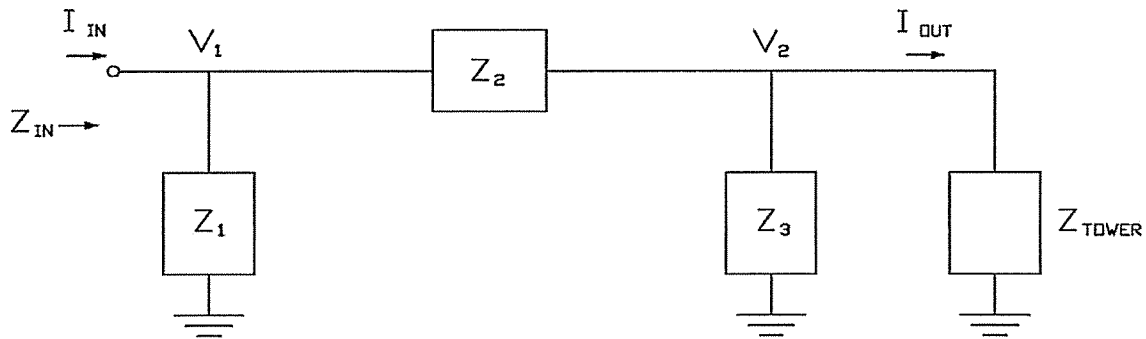 I IN
V1
Z2
V2
I OUT
Z IN
Z1
Z3
Z TOWER